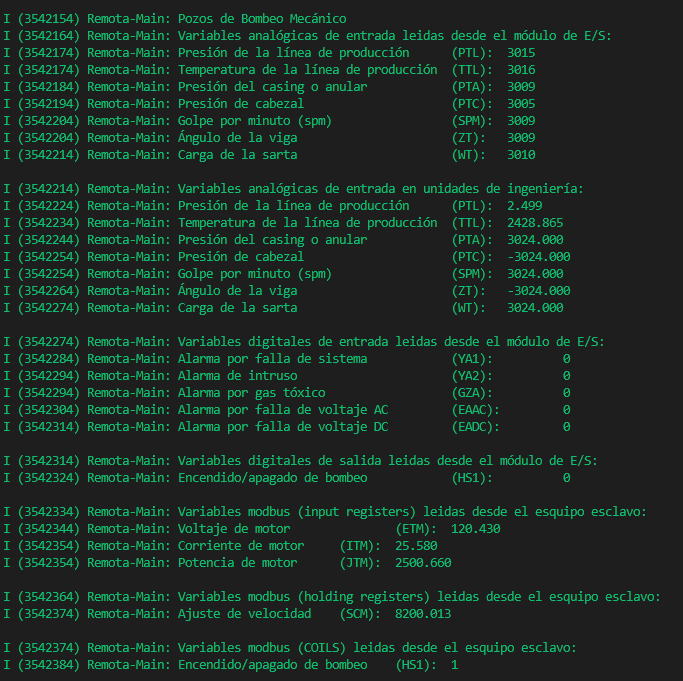 I (3542154) Remota-Main: Pozos de Bombeo Mecánico
I (3542164) Remota-Main: Variables analógicas de entrada leidas desde el módulo de E/S:
I (3542174) Remota-Main: Presión de la línea de producción (PTL): 3015
I (3542174) Remota-Main: Temperatura de la línea de producción (TTL): 3016
I (3542184) Remota-Main: Presión del casing o anular (PTA): 3009
I (3542194) Remota-Main: Presión de cabezal (PTC): 3005
I (3542204) Remota-Main: Golpe por minuto (spm) (SPM): 3009
I (3542204) Remota-Main: Ángulo de la viga (ZT): 3009
I (3542214) Remota-Main: Carga de la sarta (WT): 3010
I (3542214) Remota-Main: Variables analógicas de entrada en unidades de ingeniería:
I (3542224) Remota-Main: Presión de la línea de producción (PTL): 2.499
I (3542234) Remota-Main: Temperatura de la línea de producción (TTL): 2428.865
I (3542244) Remota-Main: Presión del casing o anular (PTA): 3024.000
I (3542254) Remota-Main: Presión de cabezal (PTC): -3024.000
I (3542254) Remota-Main: Golpe por minuto (spm) (SPM): 3024.000
I (3542264) Remota-Main: Ángulo de la viga (ZT): -3024.000
I (3542274) Remota-Main: Carga de la sarta (WT): 3024.000
I (3542274) Remota-Main: Variables digitales de entrada leidas desde el módulo de E/S:
I (3542284) Remota-Main: Alarma por falla de sistema (YA1): 0
I (3542294) Remota-Main: Alarma de intruso (YA2): 0
I (3542294) Remota-Main: Alarma por gas tóxico (GZA): 0
I (3542304) Remota-Main: Alarma por falla de voltaje AC (EAAC): 0
I (3542314) Remota-Main: Alarma por falla de voltaje DC (EADC): 0
I (3542314) Remota-Main: Variables digitales de salida leidas desde el módulo de E/S:
I (3542324) Remota-Main: Encendido/apagado de bombeo (HS1): 0
I (3542334) Remota-Main: Variables modbus (input registers) leidas desde el esquipo esclavo:
I (3542344) Remota-Main: Voltaje de motor (ETM): 120.430
I (3542354) Remota-Main: Corriente de motor (ITM): 25.580
I (3542354) Remota-Main: Potencia de motor (JTM): 2500.660
I (3542364) Remota-Main: Variables modbus (holding registers) leidas desde el esquipo esclavo:
I (3542374) Remota-Main: Ajuste de velocidad (SCM): 8200.013
I (3542374) Remota-Main: Variables modbus (COILS) leidas desde el esquipo esclavo:
I (3542384) Remota-Main: Encendido/apagado de bombeo (HS1): 1